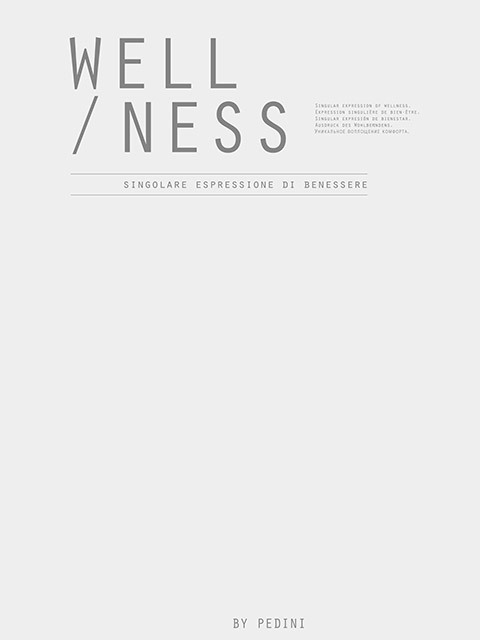 WELL
/NESS
Singular expression of wellness.
Expression singulière de bien-être.
Singular expresión de bienestar.
Ausdruck des Wohlbefindens.
Уникальное воплощение комфорта.
SINGOLARE ESPRESSIONE DI BENESSERE
BY PEDINI